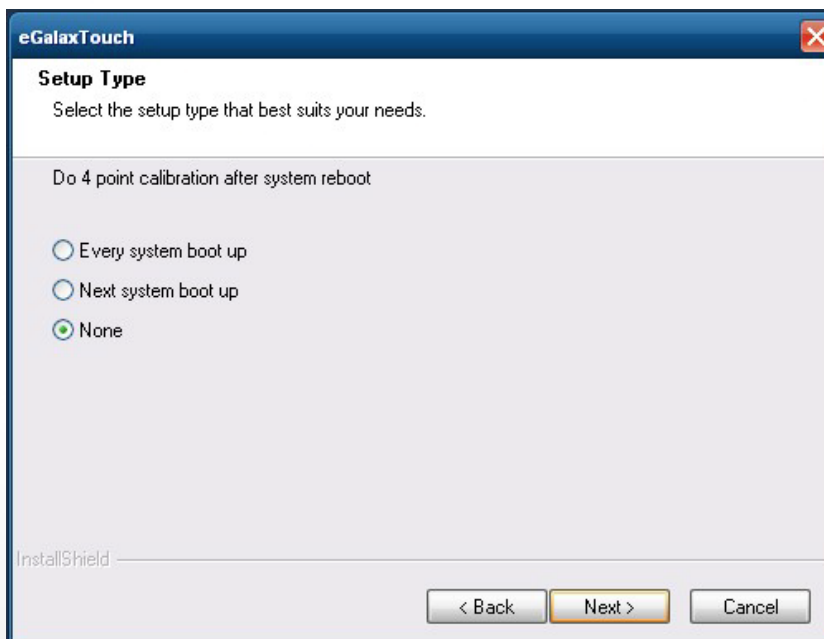 eGalaxTouch
Setup Type
Select the setup type that best suits your needs.
Do 4 point calibration after system reboot
Every system boot up
Next system boot up
None
InstallShield
< Back
Next >
Cancel